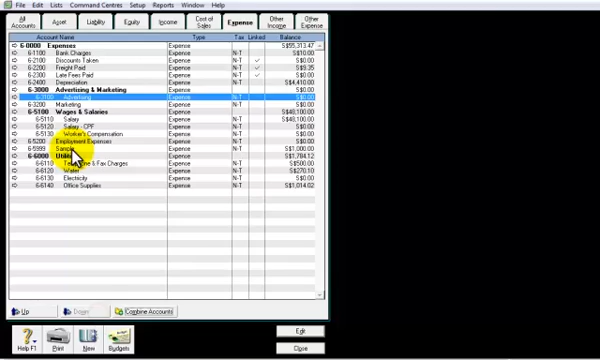 File Edit Lists Command Centres Setup Reports Window Help
All Accounts Asset Liability Equity Income Cost of Sales Expense Other Income Other Expense
Account Name Type Tax Linked Balance
6-0000 Expenses Expense S$55,313.47
6-1100 Bank Charges Expense N-T S$10.00
6-2100 Discounts Taken Expense N-T S$0.00
6-2200 Freight Paid Expense N-T S$9.35
6-2300 Late Fees Paid Expense N-T S$0.00
6-2400 Depreciation Expense N-T S$4,410.00
6-3000 Advertising & Marketing Expense S$0.00
6-3100 Advertising Expense N-T S$0.00
6-3200 Marketing Expense N-T S$0.00
6-5100 Wages & Salaries Expense S$48,100.00
6-5110 Salary Expense N-T S$48,100.00
6-5120 Salary - CPF Expense N-T S$0.00
6-5130 Worker's Compensation Expense N-T S$0.00
6-5200 Employment Expenses Expense N-T S$0.00
6-5999 Sample Expense N-T S$1,000.00
6-6000 Expense S$1,784.12
6-6110 & Fax Charges Expense N-T S$500.00
6-6120 Water Expense N-T S$270.10
6-6130 Electricity Expense N-T S$0.00
6-6140 Office Supplies Expense N-T S$1,014.02
Up Down Combine Accounts
Help F1 Print New Budgets
Edit
Close